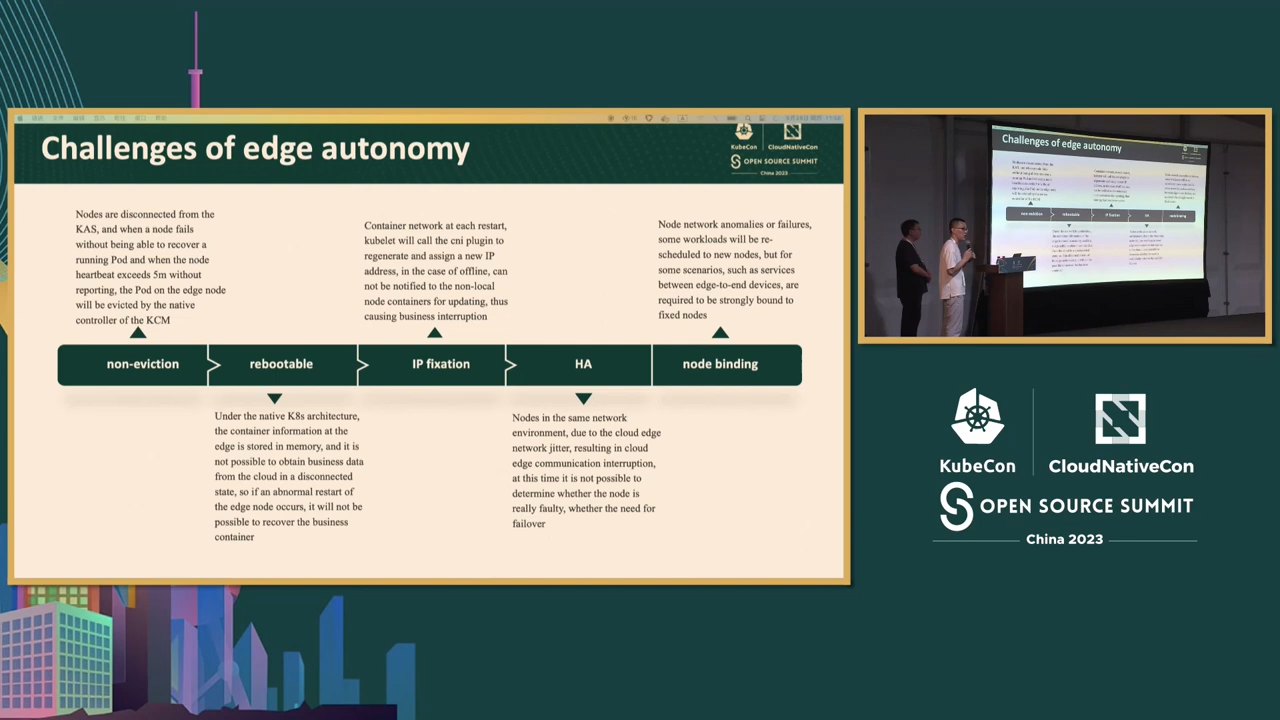 Challenges of edge autonomy
KubeCon
CloudNativeCon
OPEN SOURCE SUMMIT
China 2023
Nodes are disconnected from the
KAS, and when a node fails
without being able to recover a
running Pod and when the node
heartbeat exceeds 5m without
reporting, the Pod on the edge node
will be evicted by the native
controller of the KCM
Container network at each restart,
kubelet will call the cni plugin to
regenerate and assign a new IP
address, in the case of offline, can
not be notified to the non-local
node containers for updating, thus
causing business interruption
Node network anomalies or failures,
some workloads will be re-
scheduled to new nodes, but for
some scenarios, such as services
between edge-to-end devices, are
required to be strongly bound to
fixed nodes
non-eviction
rebootable
IP fixation
HA
node binding
Under the native K8s architecture,
the container information at the
edge is stored in memory, and it is
not possible to obtain business data
from the cloud in a disconnected
state, so if an abnormal restart of
the edge node occurs, it will not be
possible to recover the business
container
Nodes in the same network
environment, due to the cloud edge
network jitter, resulting in cloud
edge communication interruption,
at this time it is not possible to
determine whether the node is
really faulty, whether the need for
failover
Challenges of edge autonomy
non-eviction
rebootable
IP fixation
HA
node binding
KubeCon
CloudNativeCon
OPEN SOURCE SUMMIT
China 2023